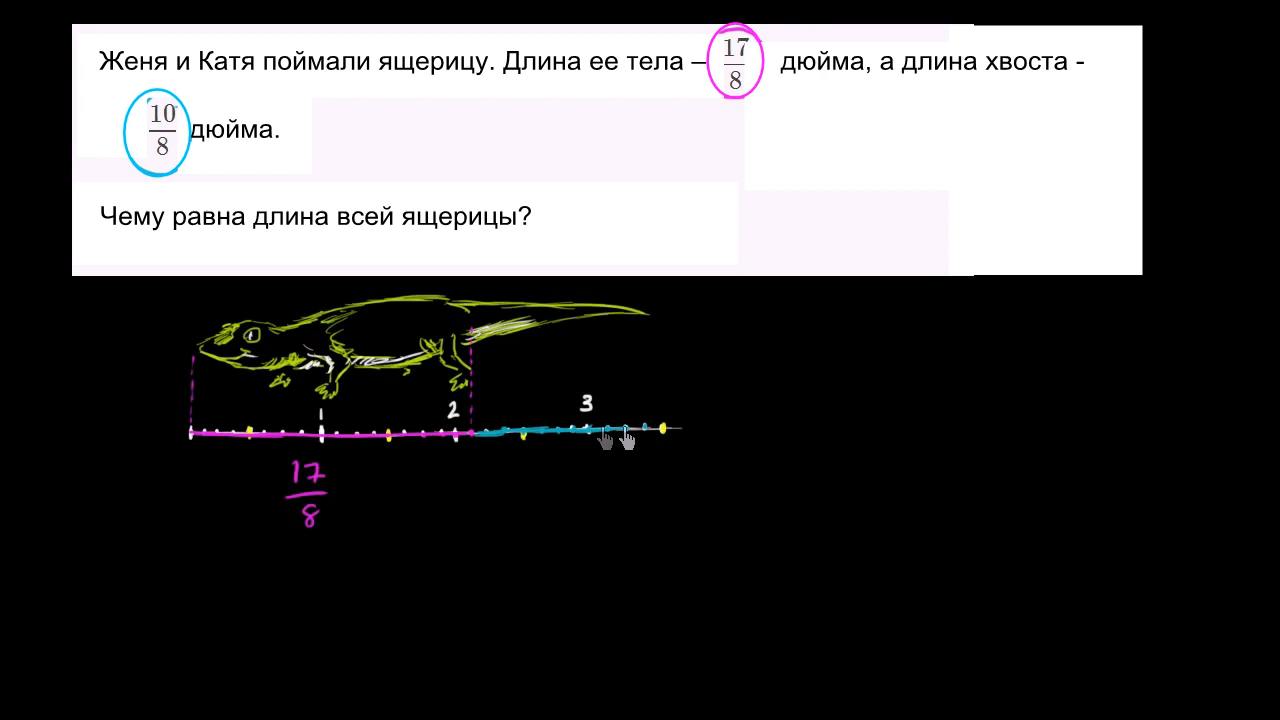 Женя и Катя поймали ящерицу. Длина ее тела – 17/8 дюйма, а длина хвоста -
10/8 дюйма.
Чему равна длина всей ящерицы?
2 3
17/8